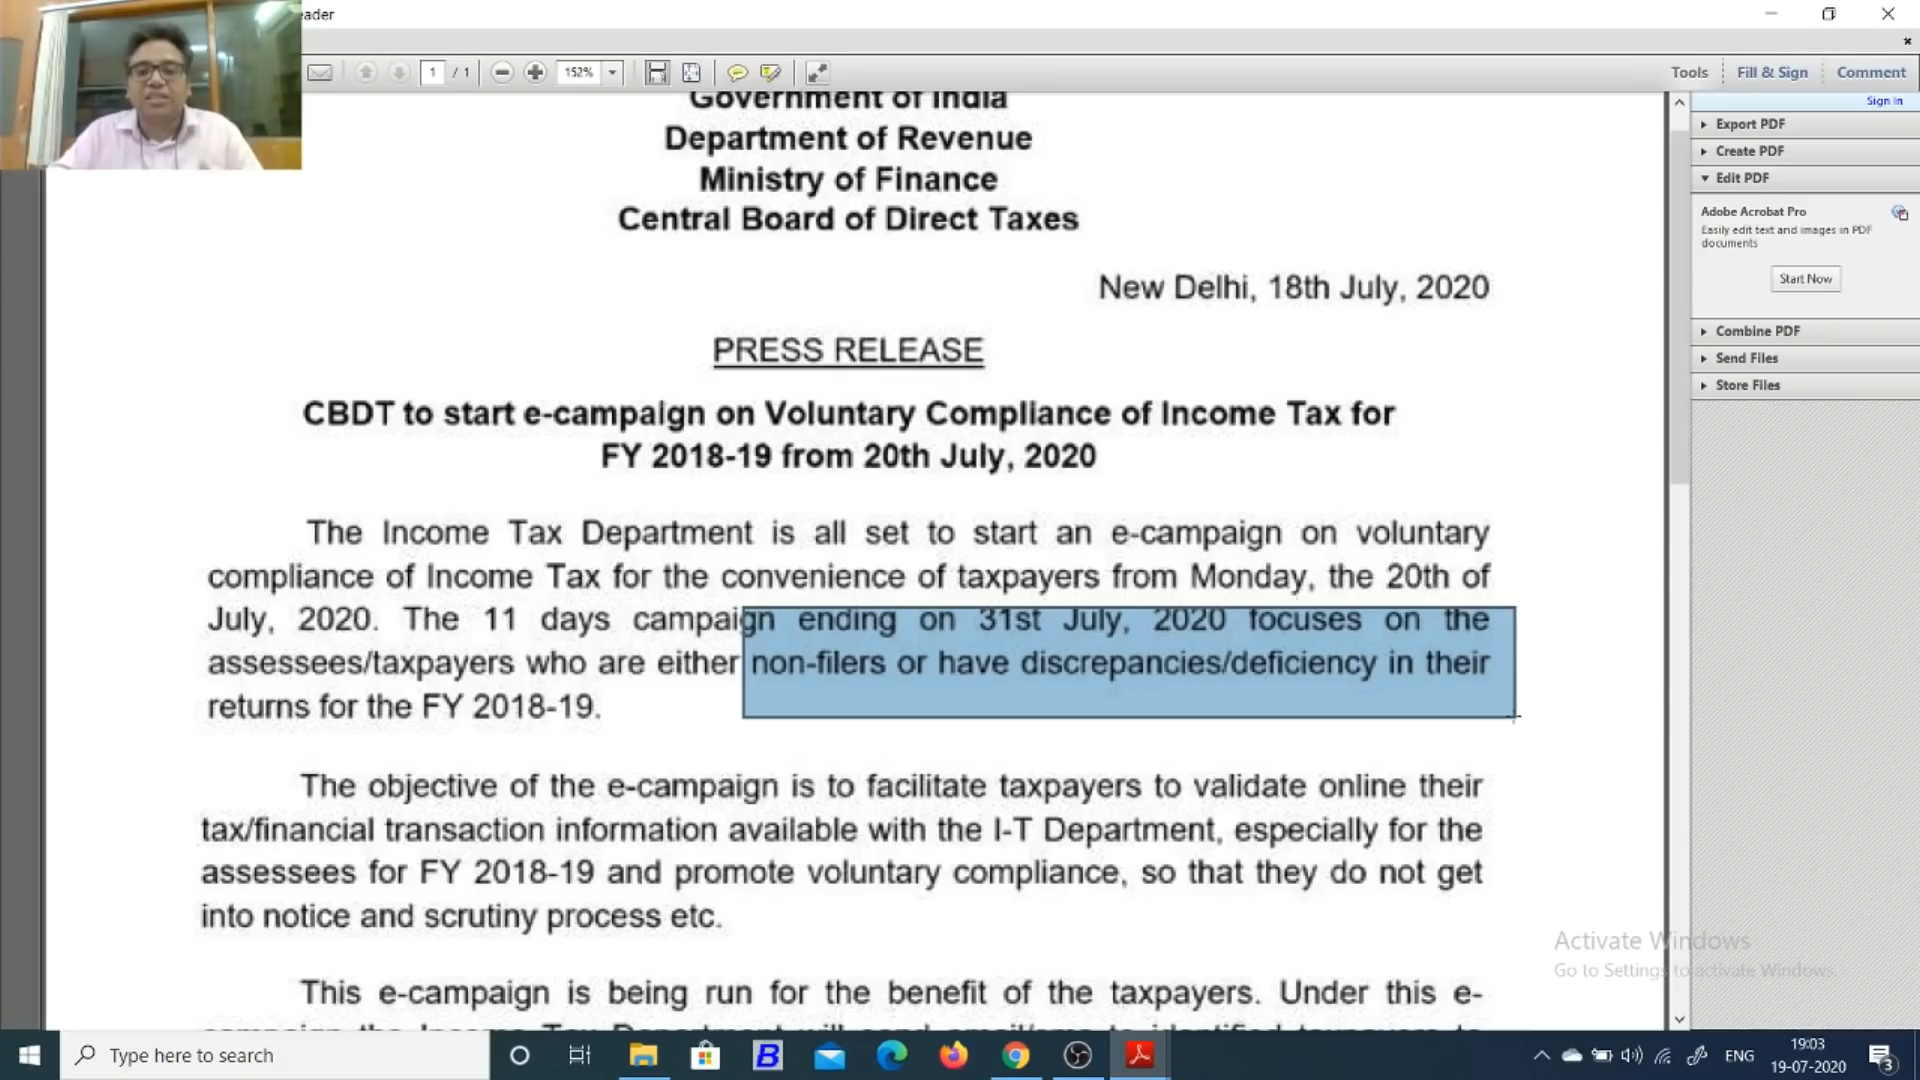 eader
1 / 1
152%
Tools
Fill & Sign
Comment
Sign In
Export PDF
Create PDF
Edit PDF
Adobe Acrobat Pro
Easily edit text and images in PDF
documents
Start Now
Combine PDF
Send Files
Store Files
Government of India
Department of Revenue
Ministry of Finance
Central Board of Direct Taxes
New Delhi, 18th July, 2020
PRESS RELEASE
CBDT to start e-campaign on Voluntary Compliance of Income Tax for
FY 2018-19 from 20th July, 2020
The Income Tax Department is all set to start an e-campaign on voluntary
compliance of Income Tax for the convenience of taxpayers from Monday, the 20th of
July, 2020. The 11 days campaign ending on 31st July, 2020 focuses on the
assessees/taxpayers who are either non-filers or have discrepancies/deficiency in their
returns for the FY 2018-19.
The objective of the e-campaign is to facilitate taxpayers to validate online their
tax/financial transaction information available with the I-T Department, especially for the
assessees for FY 2018-19 and promote voluntary compliance, so that they do not get
into notice and scrutiny process etc.
This e-campaign is being run for the benefit of the taxpayers. Under this e-
Activate Windows
Go to Settings to activate Windows.
Type here to search
ENG
19:03
19-07-2020
3